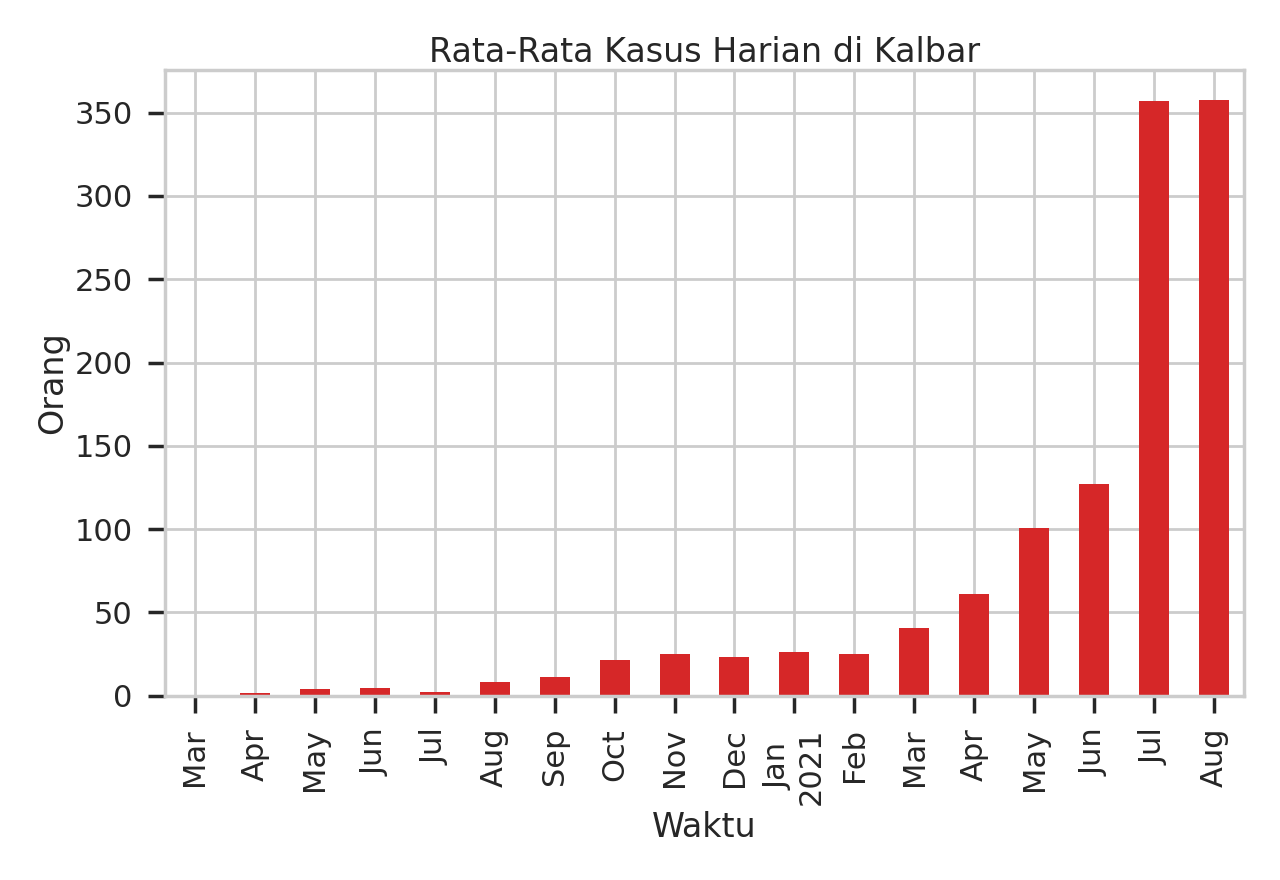 Rata-Rata Kasus Harian di Kalbar
350
300
250
200
150
100
50
0
Orang
Mar
Apr
May
Jun
Jul
Aug
Sep
Oct
Nov
Dec
Jan
2021
Feb
Mar
Apr
May
Jun
Jul
Aug
Waktu